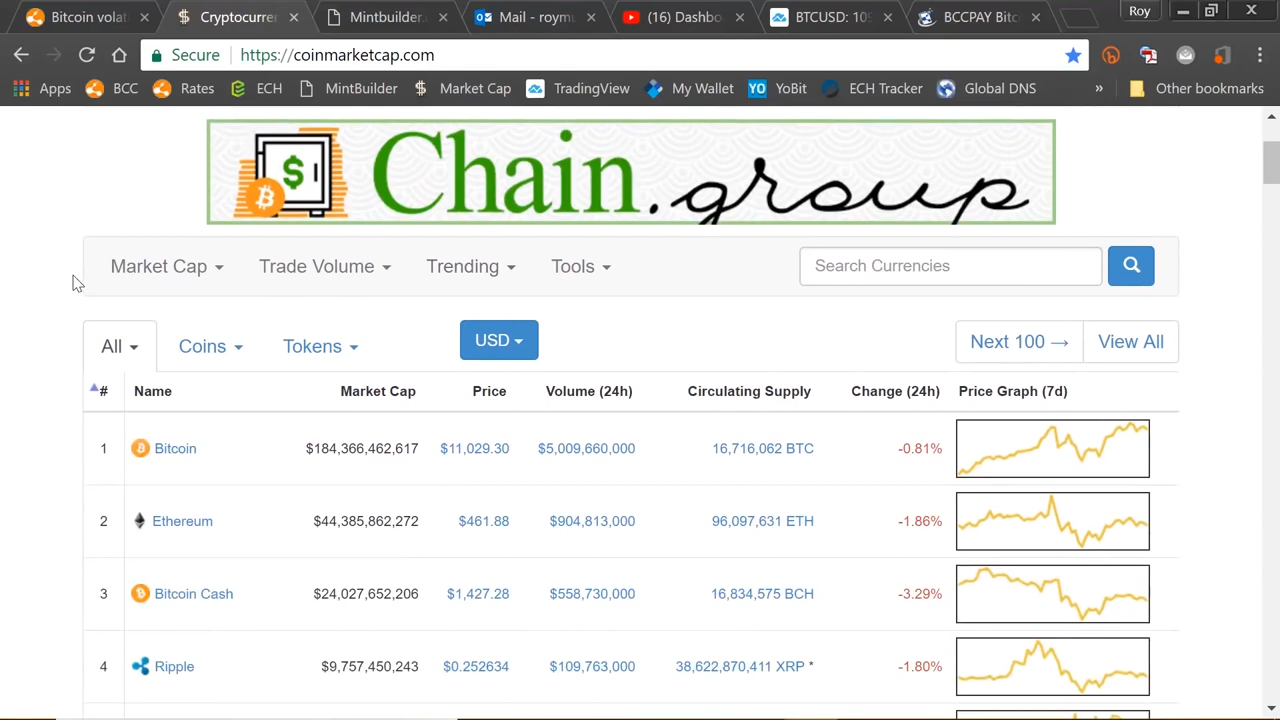 Bitcoin volat
Cryptocurre
Mintbuilder.c
Mail - roym
(16) Dashbo
BTCUSD: 109
BCCPAY Bitc
Roy
Secure
https://coinmarketcap.com
Apps
BCC
Rates
ECH
MintBuilder
Market Cap
TradingView
My Wallet
YO YoBit
ECH Tracker
Global DNS
»
Other bookmarks
Chain.group
Market Cap
Trade Volume
Trending
Tools
Search Currencies
All
Coins
Tokens
USD
Next 100 →
View All
# Name Market Cap Price Volume (24h) Circulating Supply Change (24h) Price Graph (7d)
1 Bitcoin $184,366,462,617 $11,029.30 $5,009,660,000 16,716,062 BTC -0.81%
2 Ethereum $44,385,862,272 $461.88 $904,813,000 96,097,631 ETH -1.86%
3 Bitcoin Cash $24,027,652,206 $1,427.28 $558,730,000 16,834,575 BCH -3.29%
4 Ripple $9,757,450,243 $0.252634 $109,763,000 38,622,870,411 XRP * -1.80%